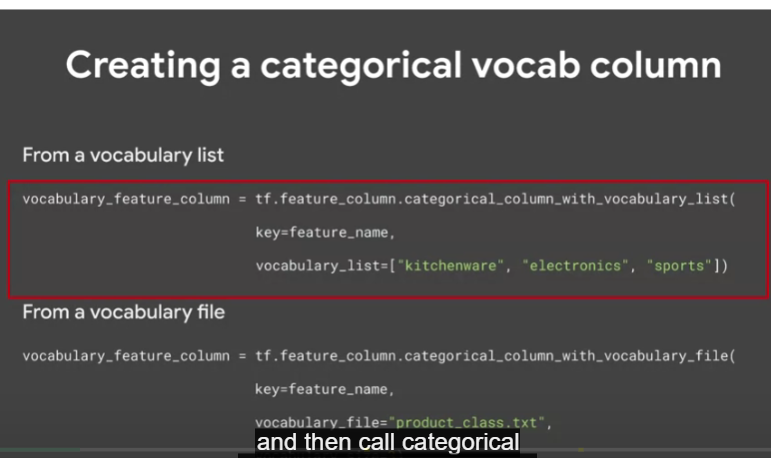 Creating a categorical vocab column
From a vocabulary list
vocabulary_feature_column = tf.feature_column.categorical_column_with_vocabulary_list(
key=feature_name,
vocabulary_list=["kitchenware", "electronics", "sports"])
From a vocabulary file
vocabulary_feature_column = tf.feature_column.categorical_column_with_vocabulary_file(
key=feature_name,
vocabulary_file="product_class.txt",
and then call categorical